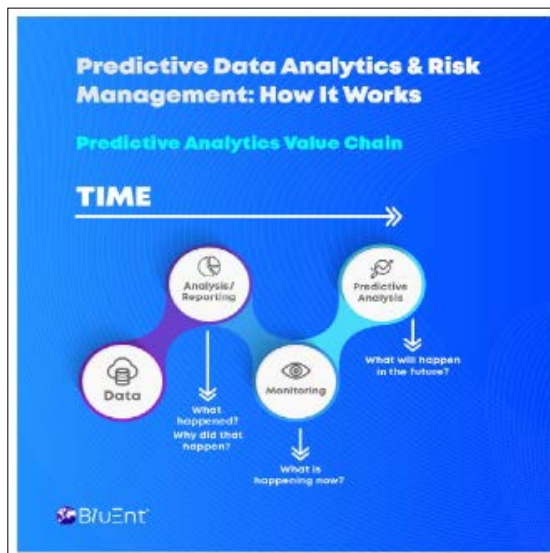 Predictive Data Analytics & Risk
Management: How It Works
Predictive Analytics Value Chain
TIME
Analysis/
Reporting
Predictive
Analysis
Data
Monitoring
What will happen
in the future?
What
happened?
Why did that
happen?
What is
happening now?
BluEnt